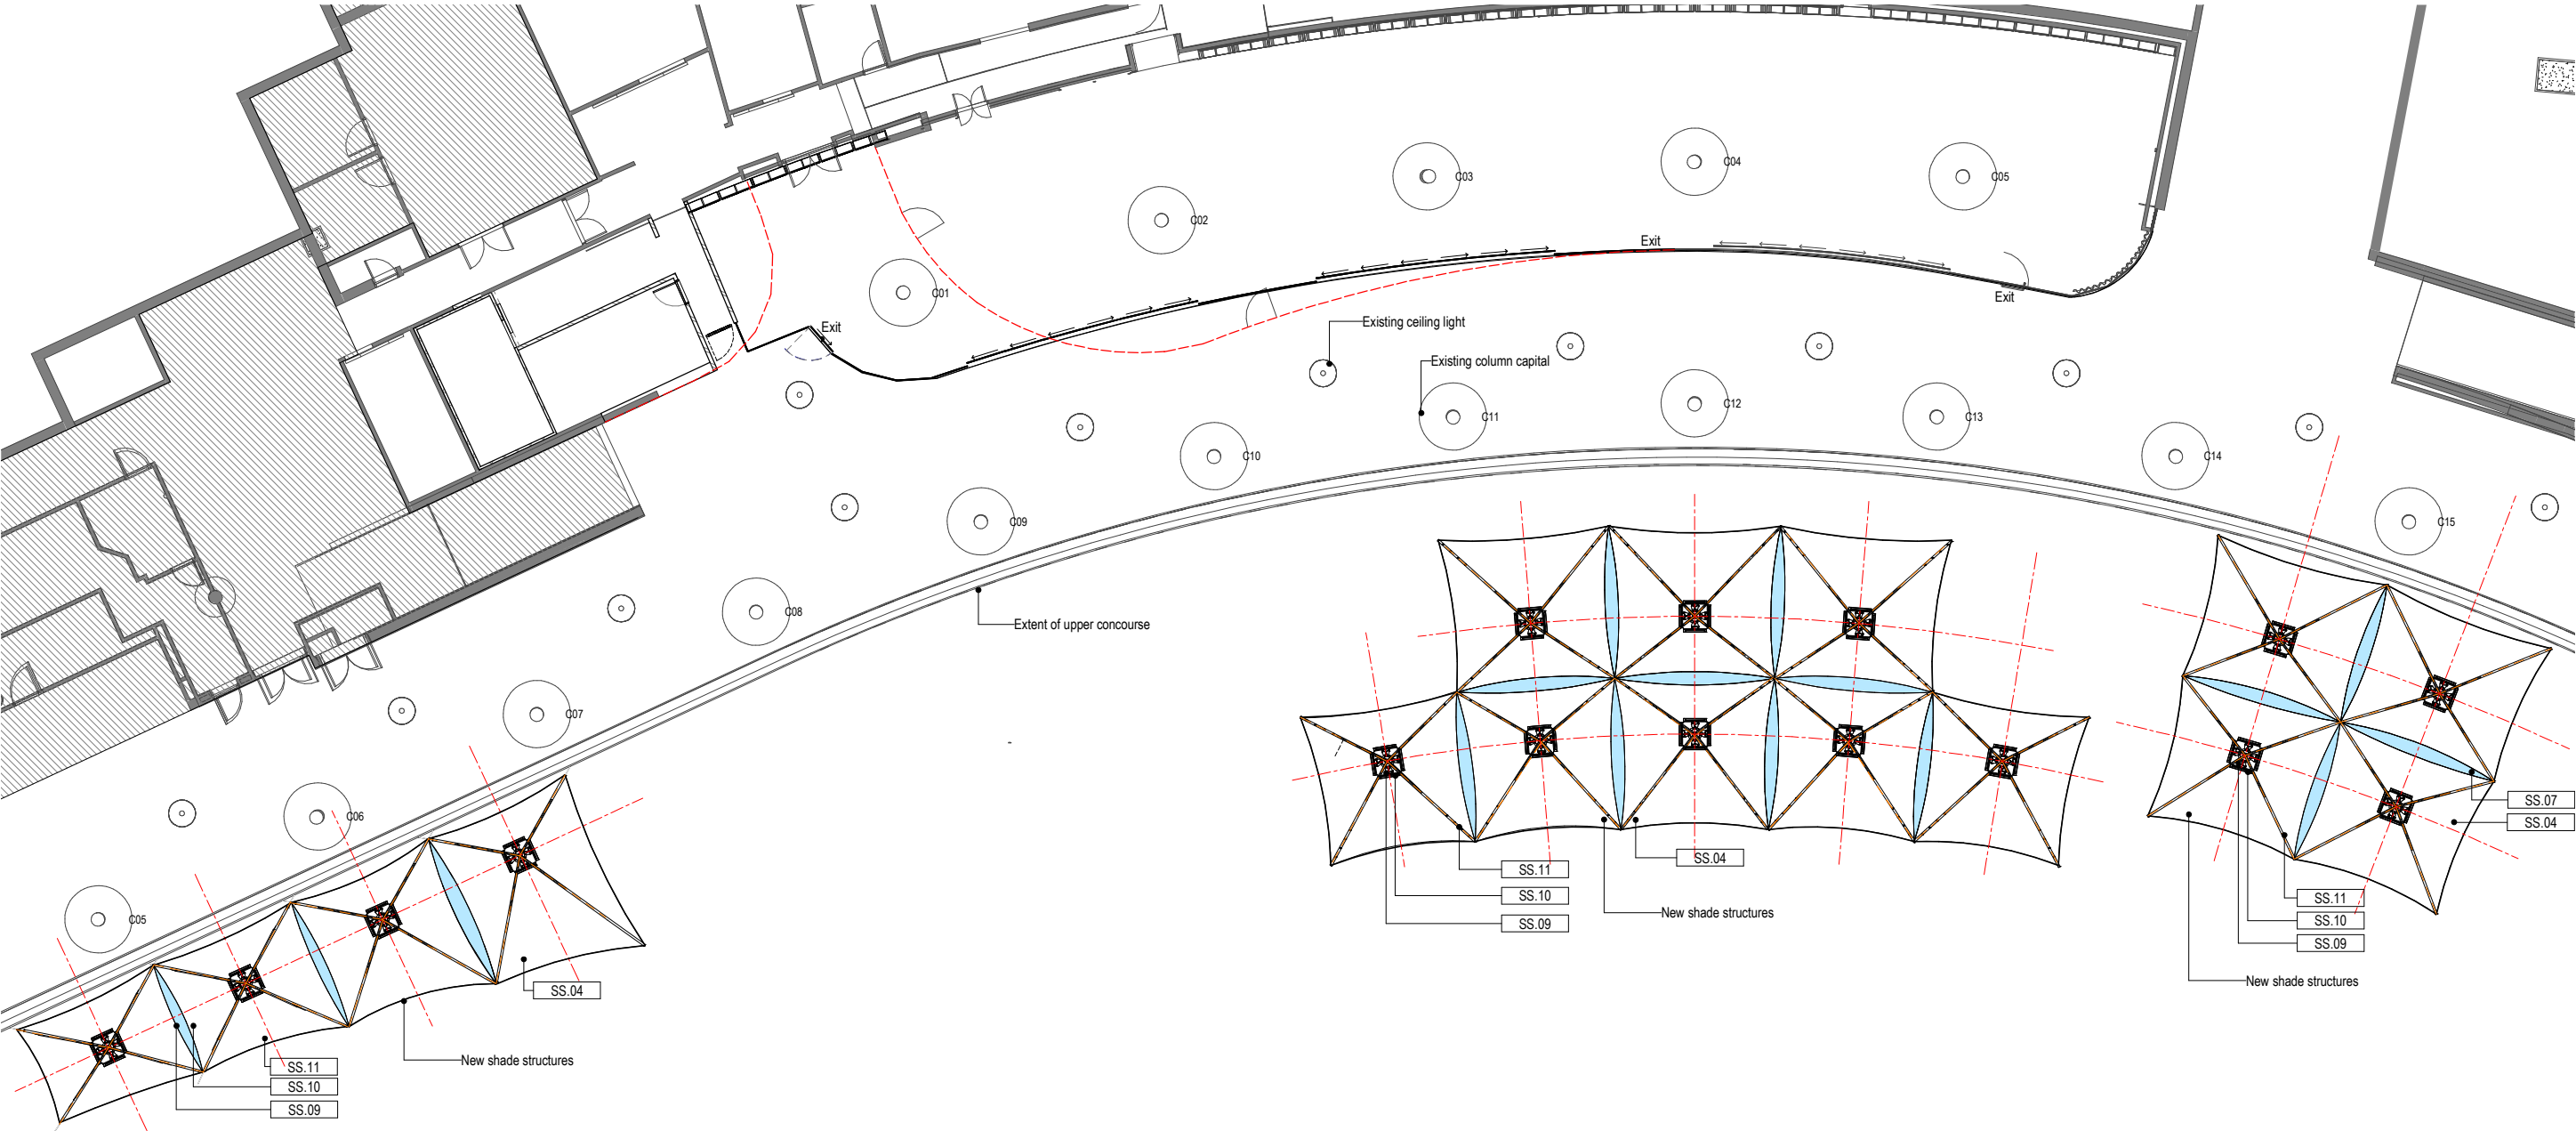 C04
C03
C05
C02
Exit
C01
Exit
Exit
Existing ceiling light
Existing column capital
C12
C11
C13
C10
C14
C09
C15
C08
Extent of upper concourse
C07
C06
SS.07
SS.04
SS.04
SS.11
SS.10
SS.09
New shade structures
SS.11
SS.10
SS.09
New shade structures
C05
SS.04
New shade structures
SS.11
SS.10
SS.09